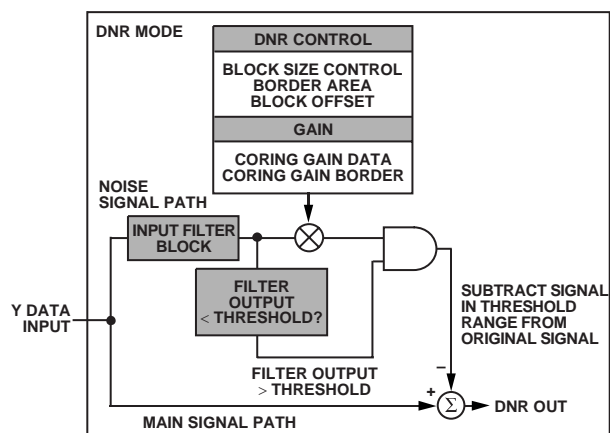 DNR MODE
DNR CONTROL
BLOCK SIZE CONTROL
BORDER AREA
BLOCK OFFSET
GAIN
CORING GAIN DATA
CORING GAIN BORDER
NOISE
SIGNAL PATH
INPUT FILTER
BLOCK
FILTER
OUTPUT
< THRESHOLD?
Y DATA
INPUT
SUBTRACT SIGNAL
IN THRESHOLD
RANGE FROM
ORIGINAL SIGNAL
FILTER OUTPUT
> THRESHOLD
–
+
Σ
DNR OUT
MAIN SIGNAL PATH